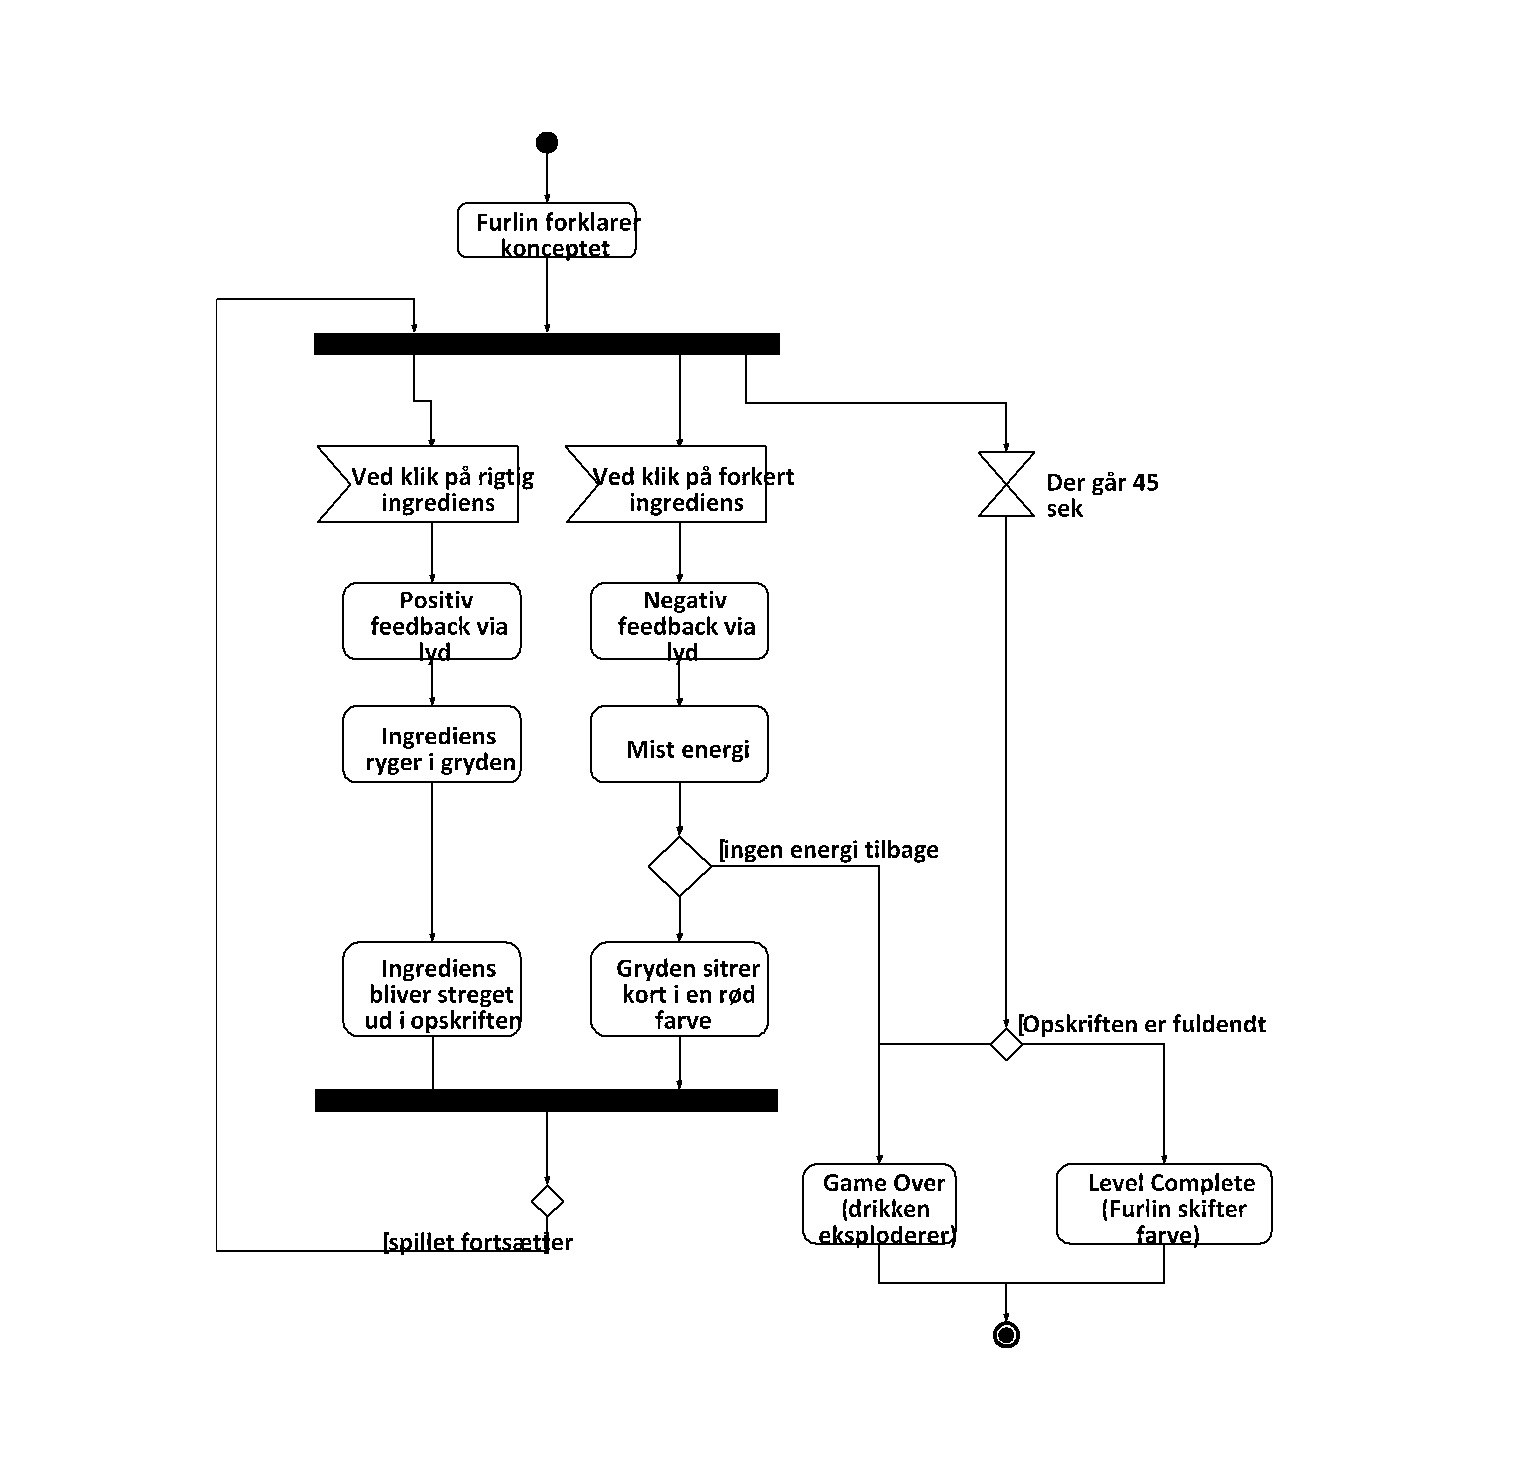 Furlin forklarer
konceptet
Ved klik på rigtig
ingrediens
Ved klik på forkert
ingrediens
Der går 45
sek
Positiv
feedback via
lyd
Negativ
feedback via
lyd
Ingrediens
ryger i gryden
Mist energi
[ingen energi tilbage
Ingrediens
bliver streget
ud i opskriften
Gryden sitrer
kort i en rød
farve
[Opskriften er fuldendt
Game Over
(drikken
eksploderer)
Level Complete
(Furlin skifter
farve)
[spillet fortsætter